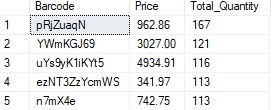 Barcode Price Total_Quantity
1 pRjZuaqN 962.86 167
2 YWmKGJ69 3027.00 121
3 uYs9yK1iKYt5 4934.91 116
4 ezNT3ZzYcmWS 341.97 113
5 n7mX4e 742.75 113